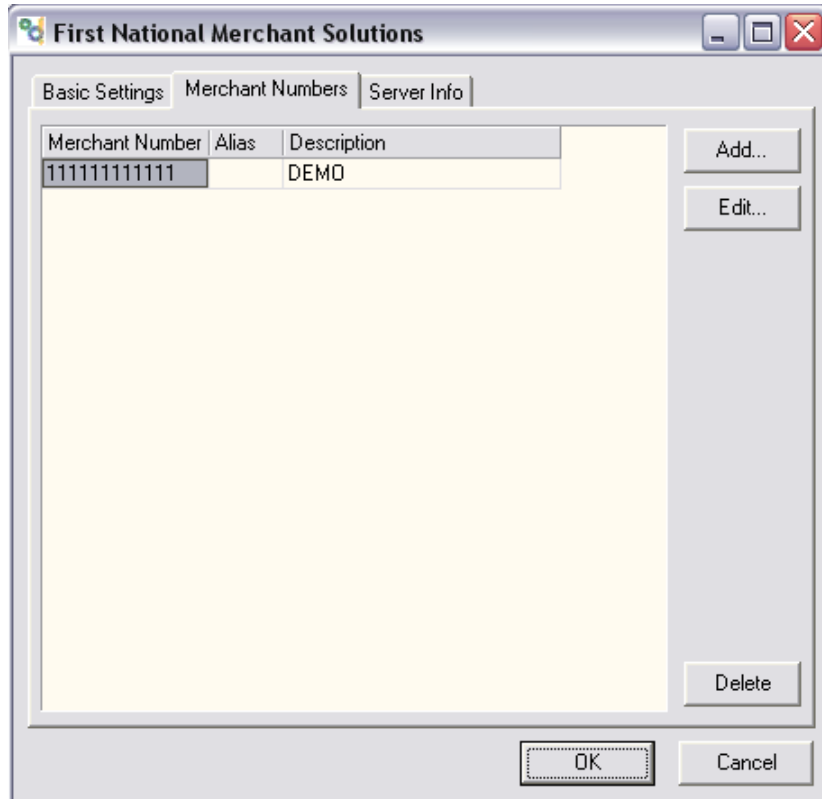 First National Merchant Solutions
Basic Settings Merchant Numbers Server Info
Merchant Number Alias Description Add...
111111111111 DEMO
Edit...
Delete
OK Cancel